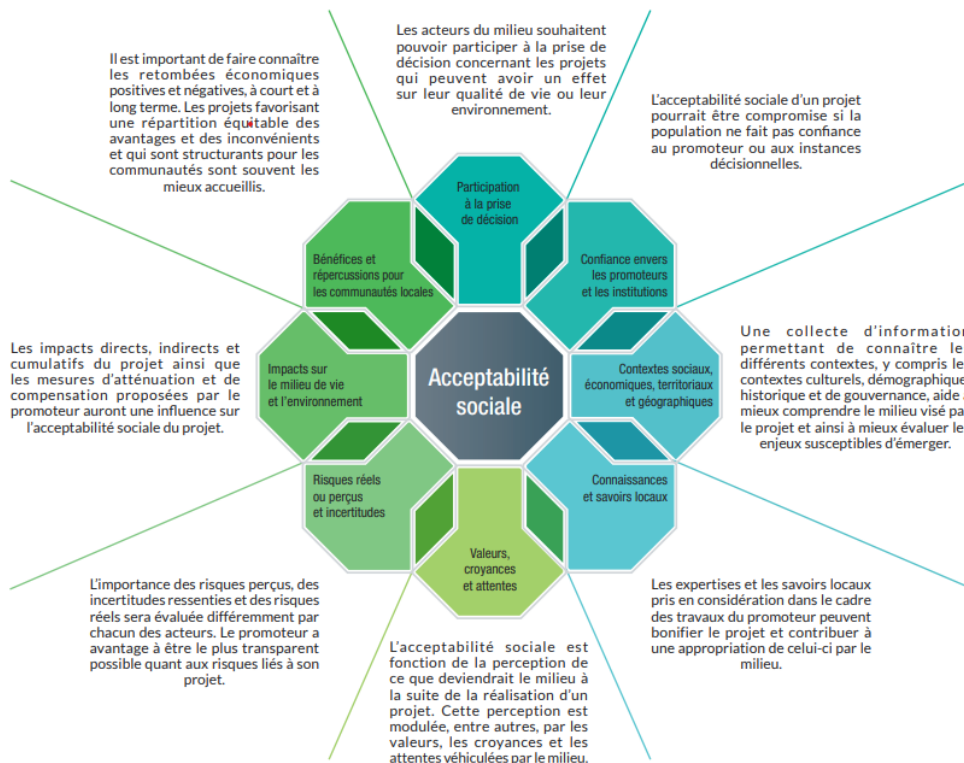 Les acteurs du milieu souhaitent
pouvoir participer à la prise de
décision concernant les projets
qui peuvent avoir un effet
sur leur qualité de vie ou leur
environnement.
Il est important de faire connaître
les retombées économiques
positives et négatives, à court et à
long terme. Les projets favorisant
une répartition équitable des
avantages et des inconvénients
et qui sont structurants pour les
communautés sont souvent les
mieux accueillis.
L'acceptabilité sociale d'un projet
pourrait être compromise si la
population ne fait pas confiance
au promoteur ou aux instances
décisionnelles.
Participation
à la prise
de décision
Bénéfices et
répercussions pour
les communautés locales
Confiance envers
les promoteurs
et les institutions
Les impacts directs, indirects et
cumulatifs du projet ainsi que
les mesures d'atténuation et de
compensation proposées par le
promoteur auront une influence sur
l'acceptabilité sociale du projet.
Impacts sur
le milieu de vie
et l'environnement
Acceptabilité
sociale
Contextes sociaux,
économiques, territoriaux
et géographiques
Une collecte d'information
permettant de connaître le
différents contextes, y compris le
contextes culturels, démographique
historique et de gouvernance, aide
mieux comprendre le milieu visé pa
le projet et ainsi à mieux évaluer le
enjeux susceptibles d'émerger.
Risques réels
ou perçus
et incertitudes
Connaissances
et savoirs locaux
Valeurs,
croyances
et attentes
L'importance des risques perçus, des
incertitudes ressenties et des risques
réels sera évaluée différemment par
chacun des acteurs. Le promoteur a
avantage à être le plus transparent
possible quant aux risques liés à son
projet.
Les expertises et les savoirs locaux
pris en considération dans le cadre
des travaux du promoteur peuvent
bonifier le projet et contribuer à
une appropriation de celui-ci par le
milieu.
L'acceptabilité sociale est
fonction de la perception de
ce que deviendrait le milieu à
la suite de la réalisation d'un
projet. Cette perception est
modulée, entre autres, par les
valeurs, les croyances et les
attentes véhiculées par le milieu.